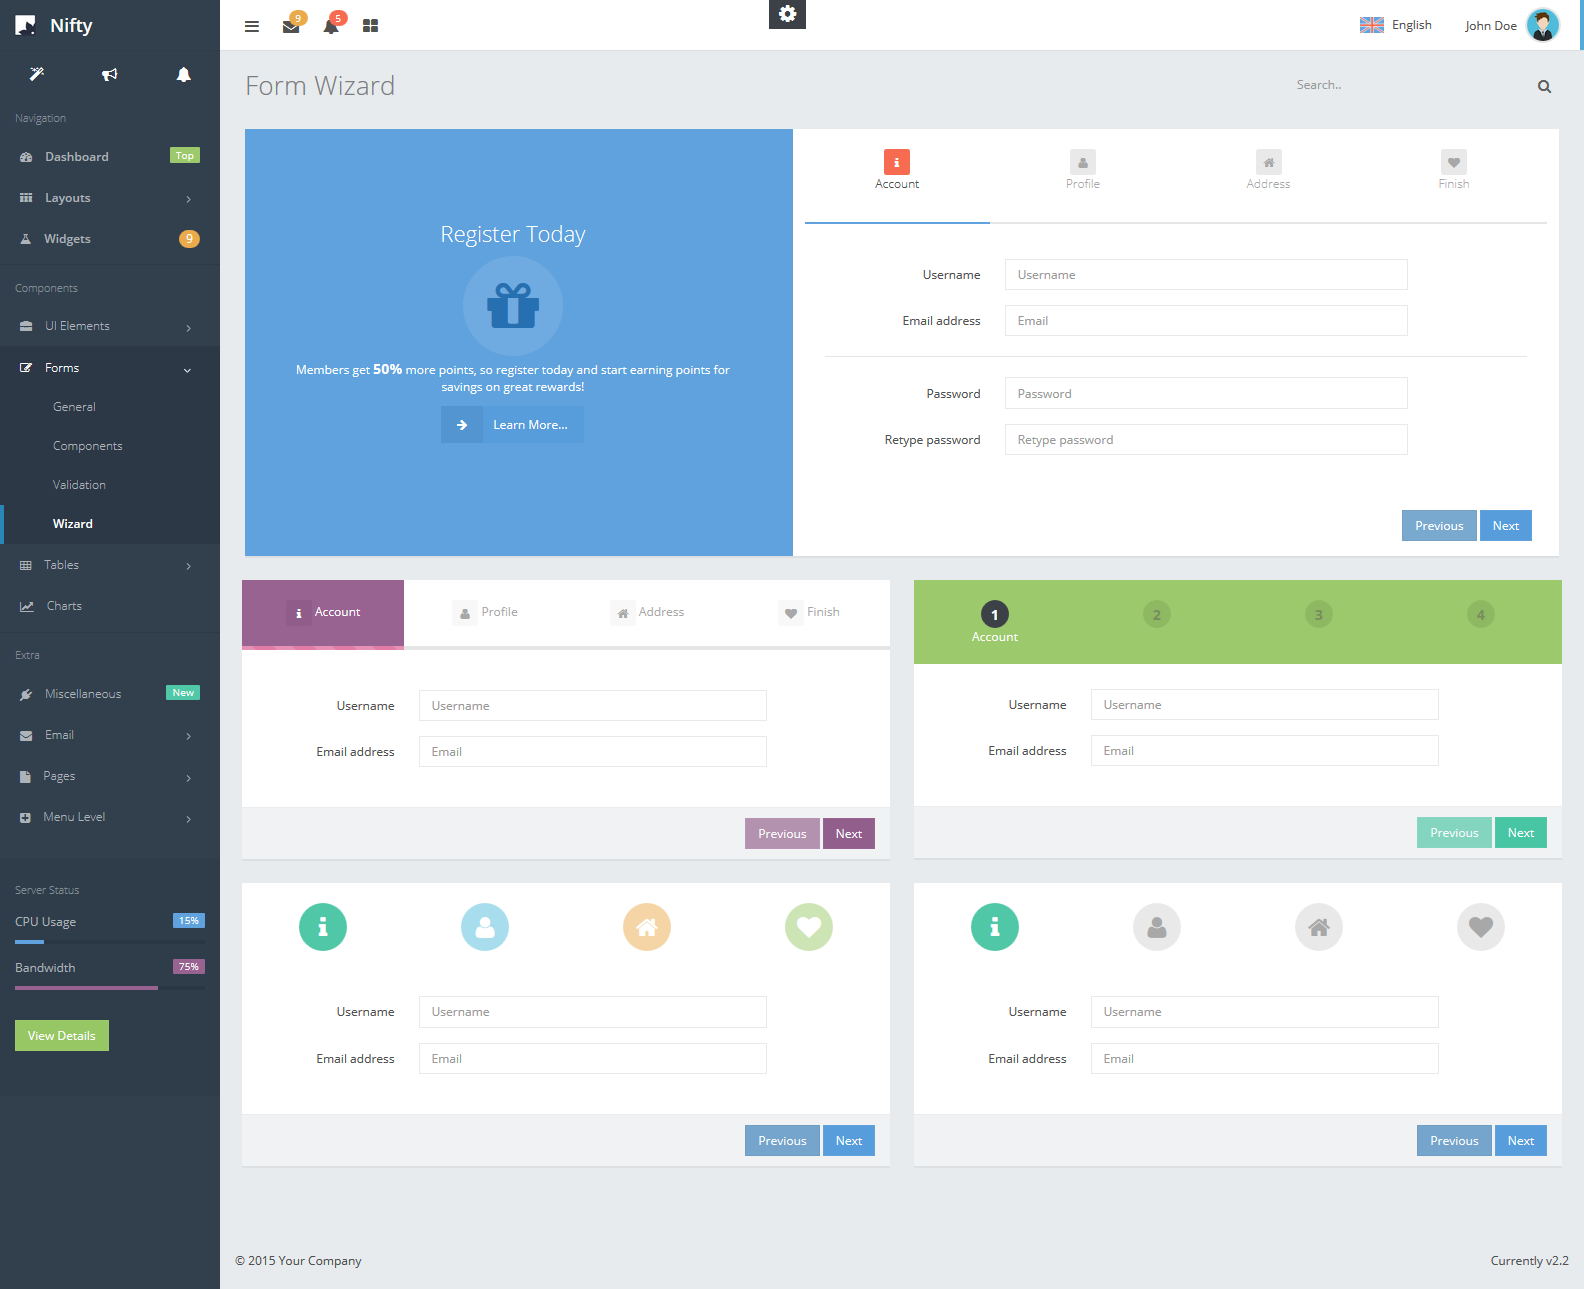 Nifty
9
5
English
John Doe
Navigation
Dashboard
Top
Layouts
Widgets
9
Components
UI Elements
Forms
General
Components
Validation
Wizard
Tables
Charts
Extra
Miscellaneous
New
Email
Pages
Menu Level
Server Status
CPU Usage
15%
Bandwidth
75%
View Details
Form Wizard
Search..
Register Today
Members get 50% more points, so register today and start earning points for
savings on great rewards!
Learn More...
Account
Profile
Address
Finish
Username
Username
Email address
Email
Password
Password
Retype password
Retype password
Previous
Next
Account
Profile
Address
Finish
Username
Username
Email address
Email
Previous
Next
1
2
3
4
Account
Username
Username
Email address
Email
Previous
Next
Username
Username
Email address
Email
Previous
Next
Username
Username
Email address
Email
Previous
Next
© 2015 Your Company
Currently v2.2